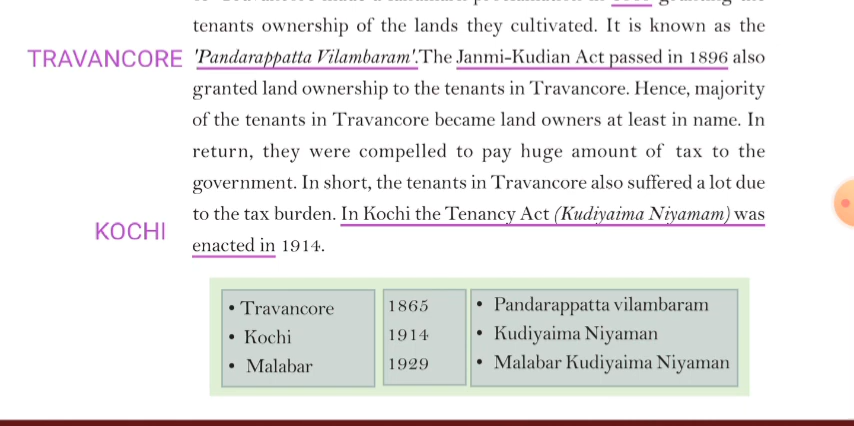 tenants ownership of the lands they cultivated. It is known as the
TRAVANCORE 'Pandarappatta Vilambaram'.The Janmi-Kudian Act passed in 1896 also
granted land ownership to the tenants in Travancore. Hence, majority
of the tenants in Travancore became land owners at least in name. In
return, they were compelled to pay huge amount of tax to the
government. In short, the tenants in Travancore also suffered a lot due
to the tax burden. In Kochi the Tenancy Act (Kudiyaima Niyamam) was
KOCHI
enacted in 1914.
• Travancore 1865 • Pandarappatta vilambaram
• Kochi 1914 • Kudiyaima Niyaman
• Malabar 1929 • Malabar Kudiyaima Niyaman